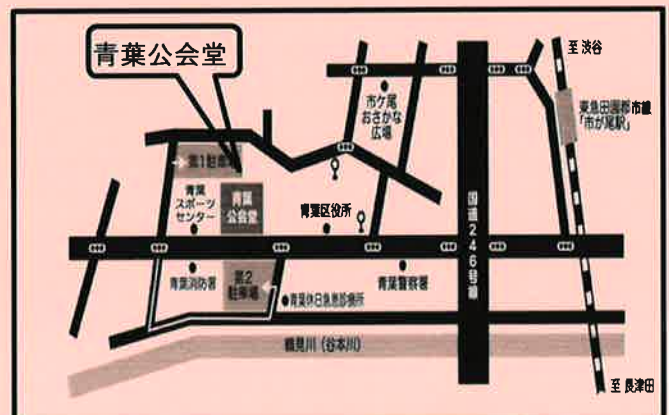 青葉公会堂
至 渋谷
東急田園都市線
「市が尾駅」
市ケ尾
おさかな
広場
第1駐車場
青葉
スポーツ
センター
青葉
公会堂
青葉区役所
国道246号線
青葉消防署
第2
駐車場
青葉休日急患診療所
青葉警察署
鶴見川（谷本川）
至 長津田